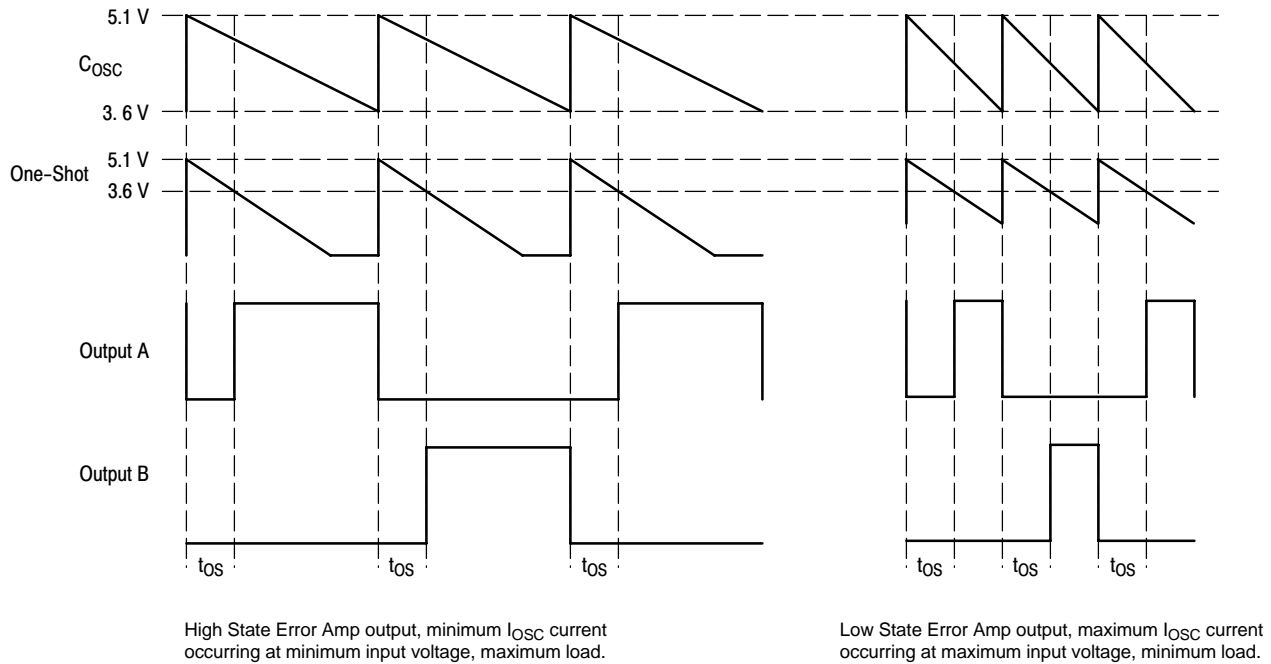 5.1 V
C_OSC
3. 6 V
5.1 V
One-Shot
3.6 V
Output A
Output B
tOS tOS tOS tOS tOS tOS
High State Error Amp output, minimum IOSC current
occurring at minimum input voltage, maximum load.
Low State Error Amp output, maximum IOSC current
occurring at maximum input voltage, minimum load.